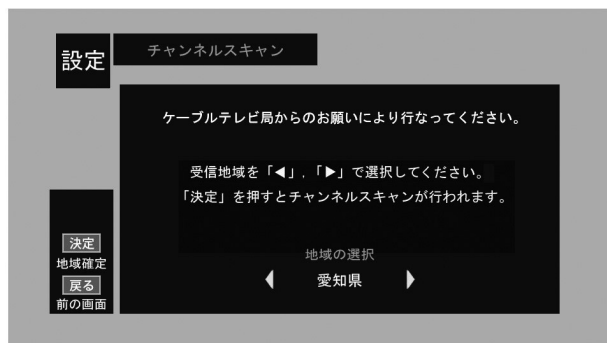 設定
チャンネルスキャン
ケーブルテレビ局からのお願いにより行なってください。
受信地域を「◀」,「▶」で選択してください。
「決定」を押すとチャンネルスキャンが行われます。
地域の選択
◀ 愛知県 ▶
決定
地域確定
戻る
前の画面